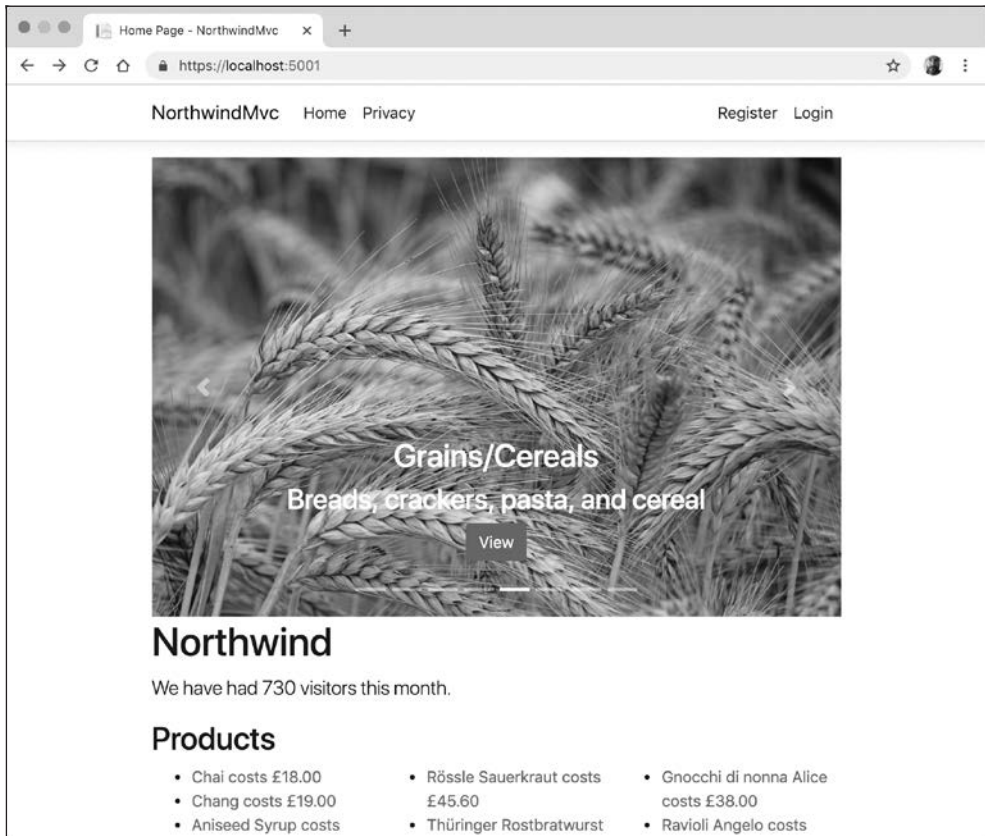 Home Page - NorthwindMvc
https://localhost:5001
NorthwindMvc Home Privacy Register Login
Grains/Cereals
Breads, crackers, pasta, and cereal
View
Northwind
We have had 730 visitors this month.
Products
• Chai costs £18.00
• Chang costs £19.00
• Aniseed Syrup costs
• Rössle Sauerkraut costs
£45.60
• Thüringer Rostbratwurst
• Gnocchi di nonna Alice
costs £38.00
• Ravioli Angelo costs